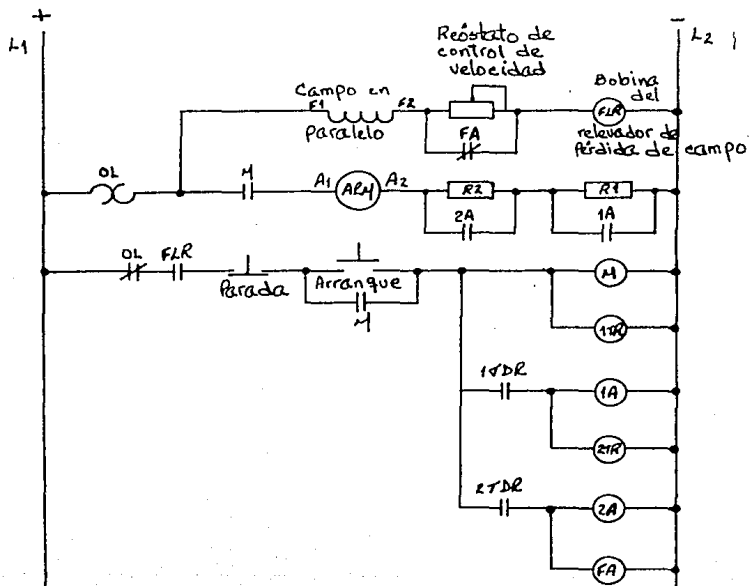 +
−
L1
L2
Reóstato de
control de
velocidad
Campo en
F1
F2
Paralelo
FA
Bobina
del
FLR
relevador de
Pérdida de campo
OL
M
A1
ARM
A2
R2
2A
R1
1A
OL
FLR
Parada
Arranque
M
M
1TR
1TDR
1A
2TR
2TDR
2A
FA